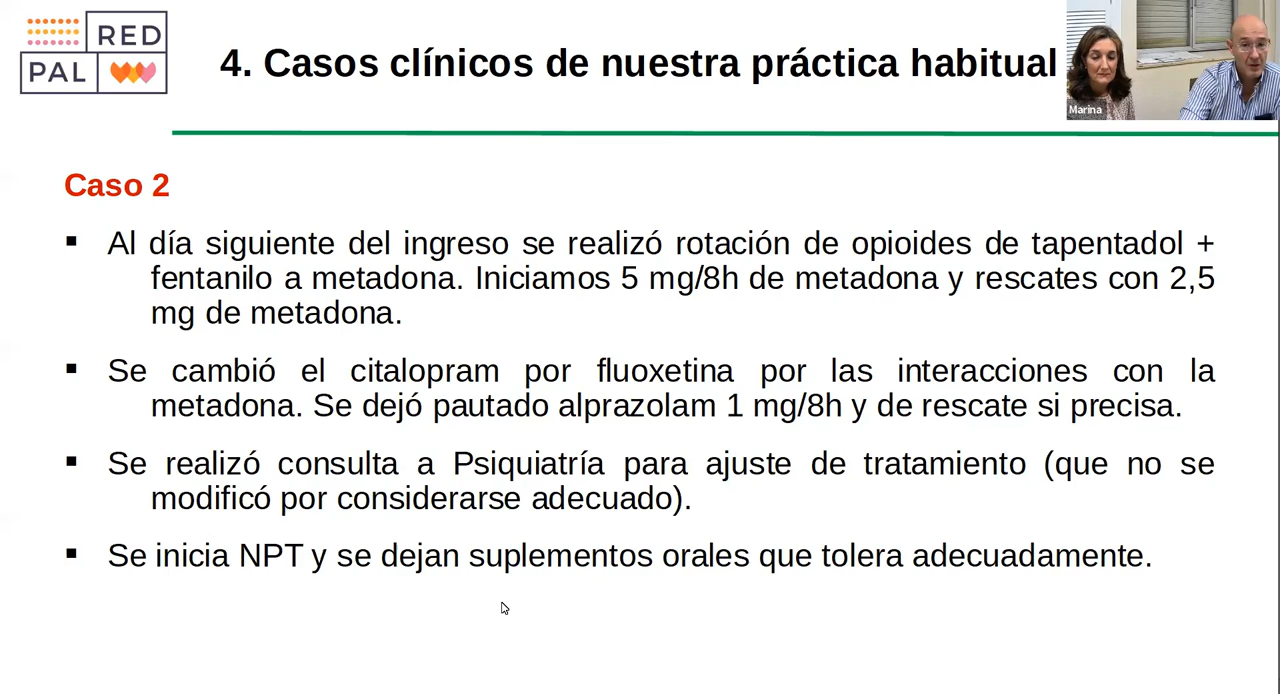 RED
PAL
4. Casos clínicos de nuestra práctica habitual
Marina
Caso 2
▪ Al día siguiente del ingreso se realizó rotación de opioides de tapentadol +
fentanilo a metadona. Iniciamos 5 mg/8h de metadona y rescates con 2,5
mg de metadona.
▪ Se cambió el citalopram por fluoxetina por las interacciones con la
metadona. Se dejó pautado alprazolam 1 mg/8h y de rescate si precisa.
▪ Se realizó consulta a Psiquiatría para ajuste de tratamiento (que no se
modificó por considerarse adecuado).
▪ Se inicia NPT y se dejan suplementos orales que tolera adecuadamente.